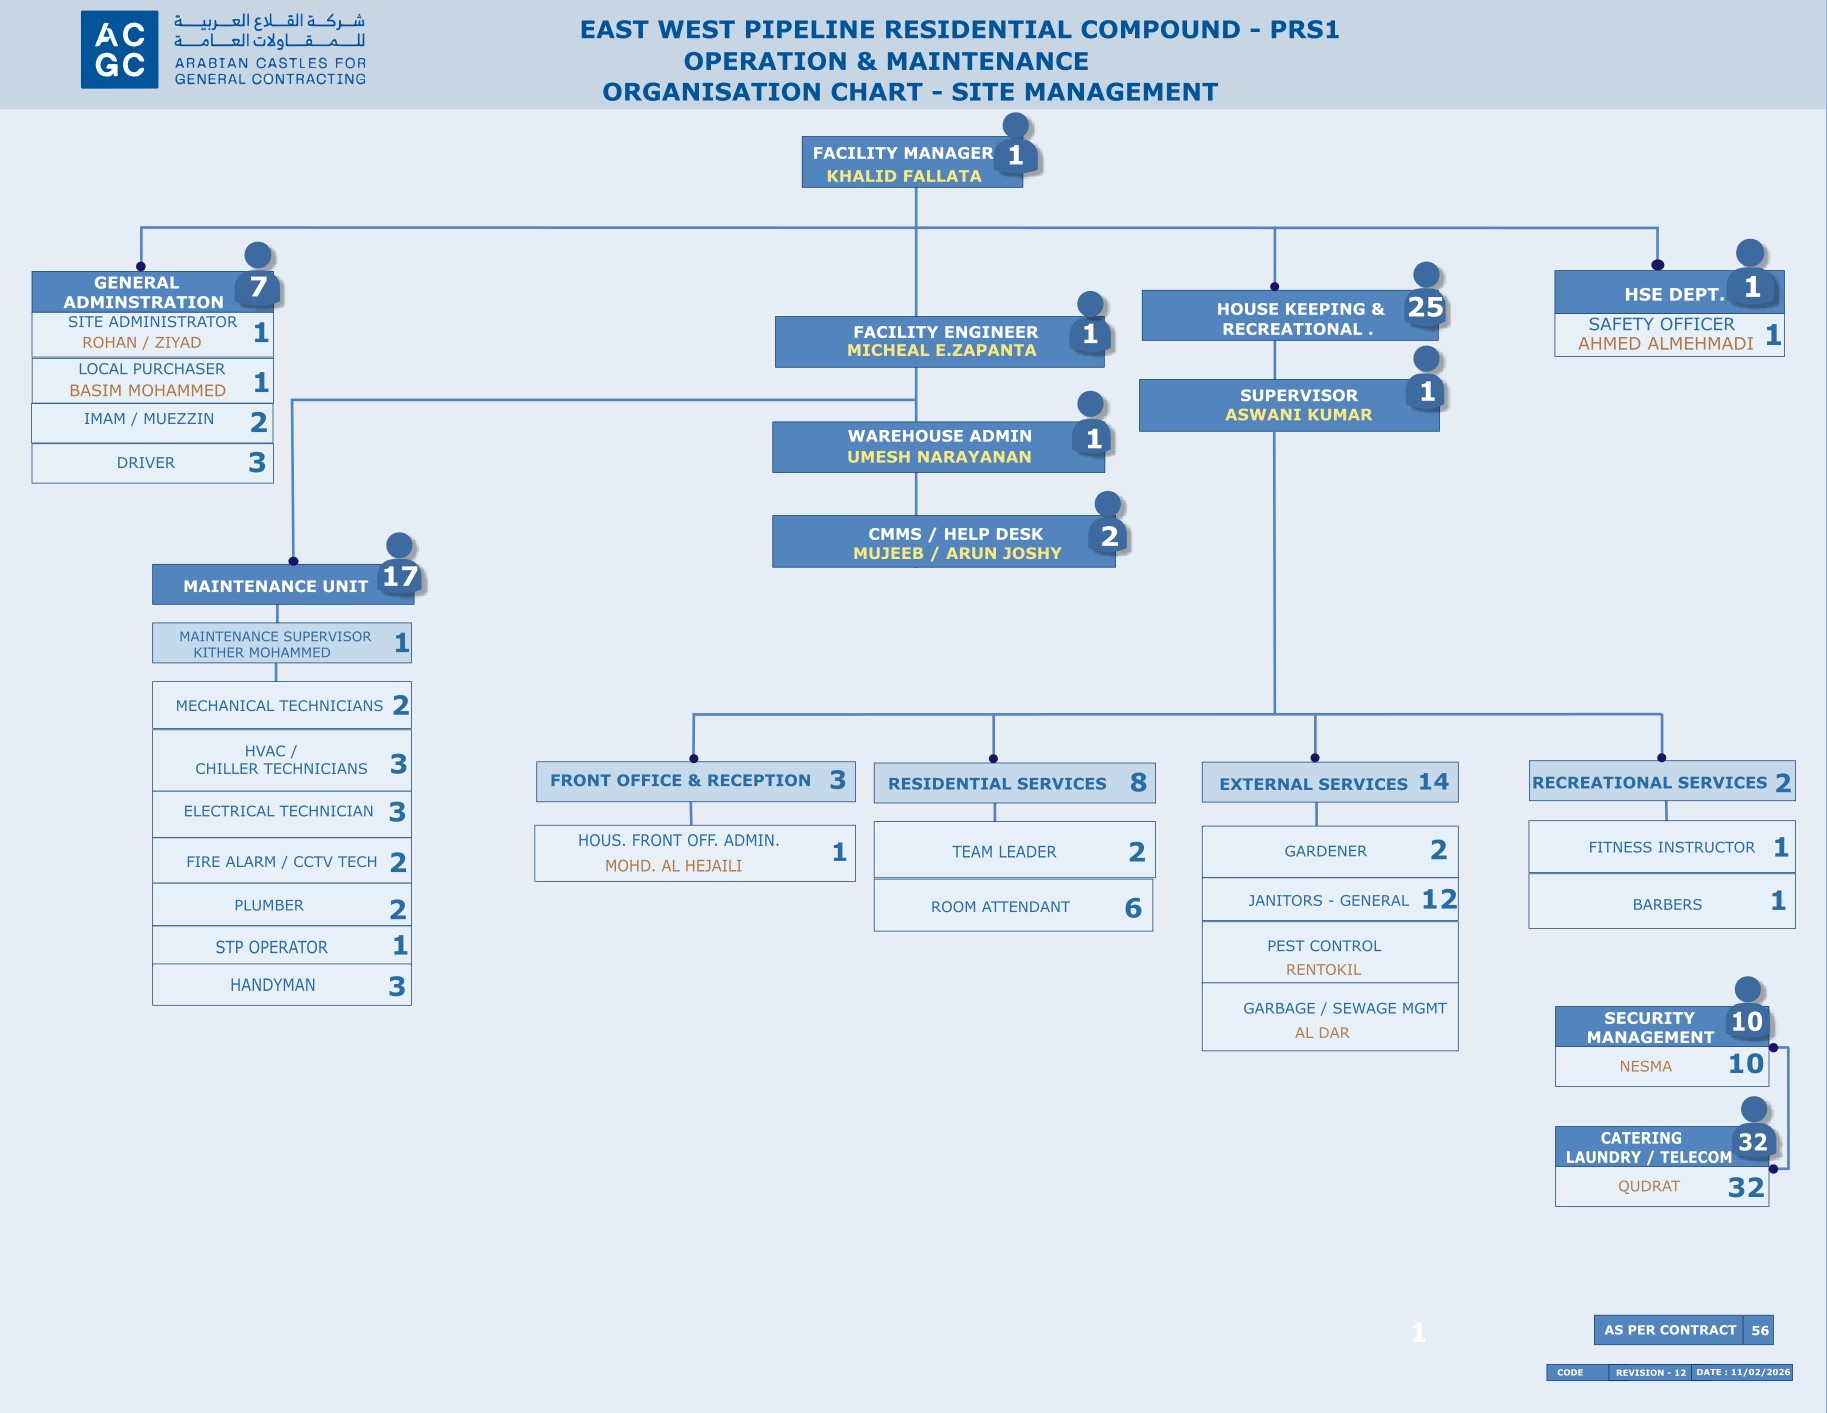 AC
GC
شركة القلاع العربية
للمقاولات العامة
ARABIAN CASTLES FOR
GENERAL CONTRACTING
EAST WEST PIPELINE RESIDENTIAL COMPOUND - PRS1
OPERATION & MAINTENANCE
ORGANISATION CHART - SITE MANAGEMENT
FACILITY MANAGER 1
KHALID FALLATA
GENERAL
ADMINSTRATION 7
SITE ADMINISTRATOR
ROHAN / ZIYAD 1
LOCAL PURCHASER
BASIM MOHAMMED 1
IMAM / MUEZZIN 2
DRIVER 3
FACILITY ENGINEER 1
MICHEAL E.ZAPANTA
WAREHOUSE ADMIN 1
UMESH NARAYANAN
CMMS / HELP DESK 2
MUJEEB / ARUN JOSHY
HOUSE KEEPING & 25
RECREATIONAL .
SUPERVISOR 1
ASWANI KUMAR
HSE DEPT. 1
SAFETY OFFICER
AHMED ALMEHMADI 1
MAINTENANCE UNIT 17
MAINTENANCE SUPERVISOR 1
KITHER MOHAMMED
MECHANICAL TECHNICIANS 2
HVAC /
CHILLER TECHNICIANS 3
ELECTRICAL TECHNICIAN 3
FIRE ALARM / CCTV TECH 2
PLUMBER 2
STP OPERATOR 1
HANDYMAN 3
FRONT OFFICE & RECEPTION 3
HOUS. FRONT OFF. ADMIN. 1
MOHD. AL HEJAILI
RESIDENTIAL SERVICES 8
TEAM LEADER 2
ROOM ATTENDANT 6
EXTERNAL SERVICES 14
GARDENER 2
JANITORS - GENERAL 12
PEST CONTROL
RENTOKIL
GARBAGE / SEWAGE MGMT
AL DAR
RECREATIONAL SERVICES 2
FITNESS INSTRUCTOR 1
BARBERS 1
SECURITY
MANAGEMENT 10
NESMA 10
CATERING
LAUNDRY / TELECOM 32
QUDRAT 32
1
AS PER CONTRACT 56
CODE REVISION - 12 DATE : 11/02/2026